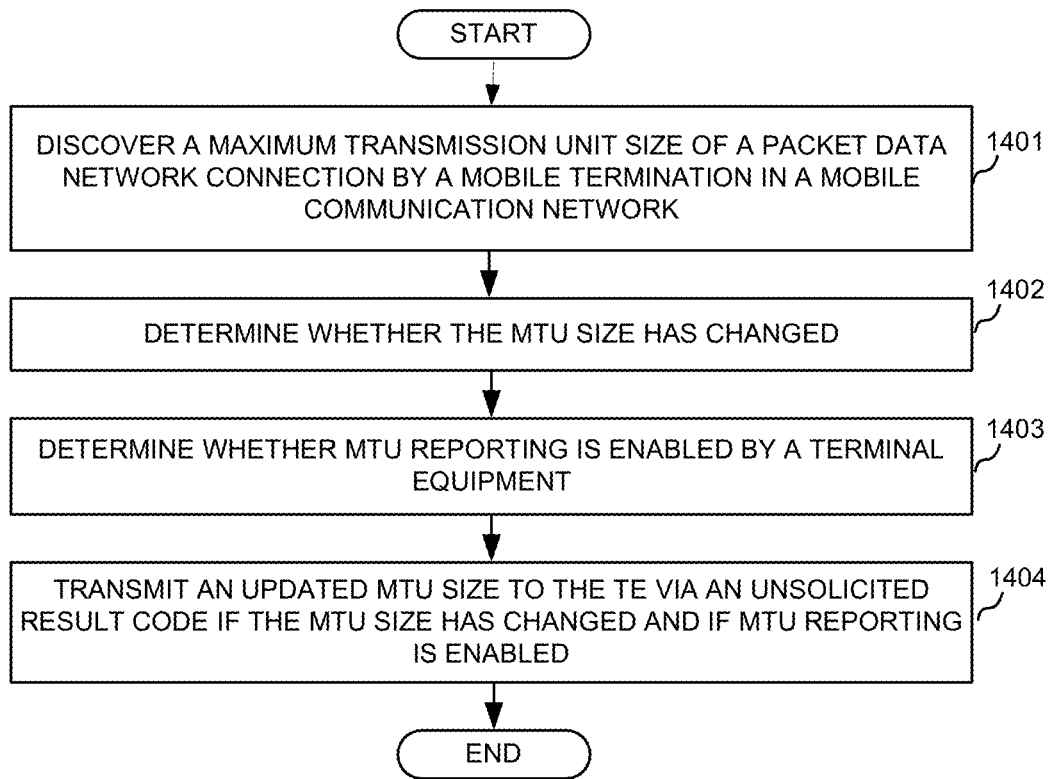 START
DISCOVER A MAXIMUM TRANSMISSION UNIT SIZE OF A PACKET DATA
NETWORK CONNECTION BY A MOBILE TERMINATION IN A MOBILE
COMMUNICATION NETWORK
1401
DETERMINE WHETHER THE MTU SIZE HAS CHANGED
1402
DETERMINE WHETHER MTU REPORTING IS ENABLED BY A TERMINAL
EQUIPMENT
1403
TRANSMIT AN UPDATED MTU SIZE TO THE TE VIA AN UNSOLICITED
RESULT CODE IF THE MTU SIZE HAS CHANGED AND IF MTU REPORTING
IS ENABLED
1404
END